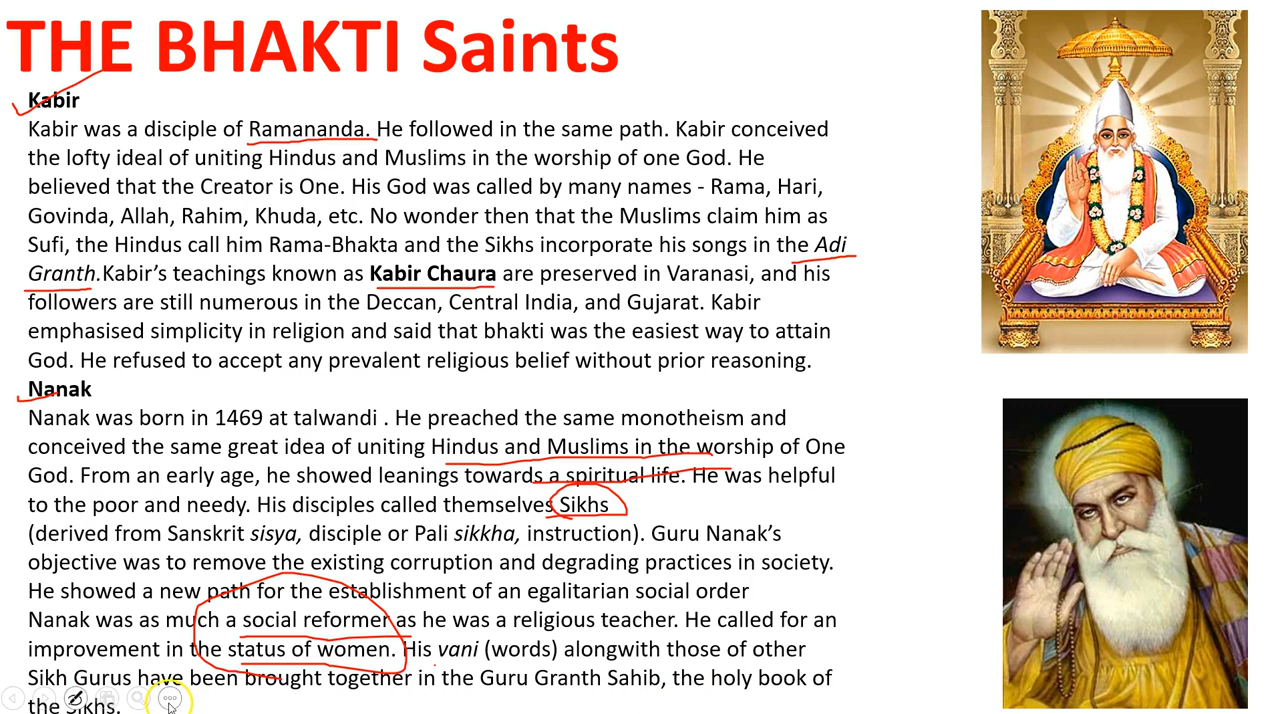 THE BHAKTI Saints
Kabir
Kabir was a disciple of Ramananda. He followed in the same path. Kabir conceived
the lofty ideal of uniting Hindus and Muslims in the worship of one God. He
believed that the Creator is One. His God was called by many names - Rama, Hari,
Govinda, Allah, Rahim, Khuda, etc. No wonder then that the Muslims claim him as
Sufi, the Hindus call him Rama-Bhakta and the Sikhs incorporate his songs in the Adi
Granth.Kabir’s teachings known as Kabir Chaura are preserved in Varanasi, and his
followers are still numerous in the Deccan, Central India, and Gujarat. Kabir
emphasised simplicity in religion and said that bhakti was the easiest way to attain
God. He refused to accept any prevalent religious belief without prior reasoning.
Nanak
Nanak was born in 1469 at talwandi . He preached the same monotheism and
conceived the same great idea of uniting Hindus and Muslims in the worship of One
God. From an early age, he showed leanings towards a spiritual life. He was helpful
to the poor and needy. His disciples called themselves Sikhs
(derived from Sanskrit sisya, disciple or Pali sikkha, instruction). Guru Nanak’s
objective was to remove the existing corruption and degrading practices in society.
He showed a new path for the establishment of an egalitarian social order
Nanak was as much a social reformer as he was a religious teacher. He called for an
improvement in the status of women. His vani (words) alongwith those of other
Sikh Gurus have been brought together in the Guru Granth Sahib, the holy book of
the Sikhs.